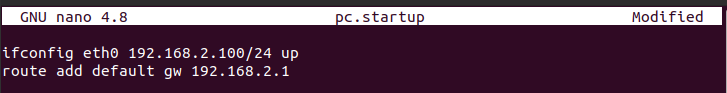 GNU nano 4.8 pc.startup Modified
ifconfig eth0 192.168.2.100/24 up
route add default gw 192.168.2.1